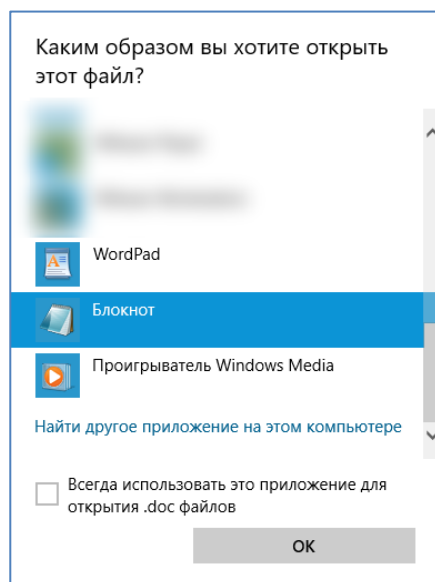 Каким образом вы хотите открыть
этот файл?
WordPad
Блокнот
Проигрыватель Windows Media
Найти другое приложение на этом компьютере
Всегда использовать это приложение для
открытия .doc файлов
ОК